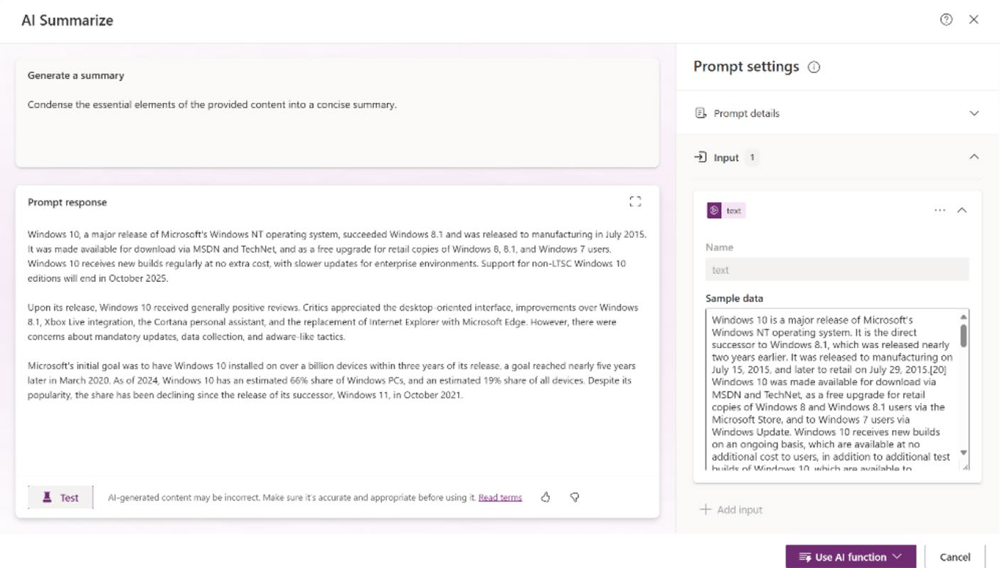 AI Summarize
Generate a summary
Condense the essential elements of the provided content into a concise summary.
Prompt response
Windows 10, a major release of Microsoft's Windows NT operating system, succeeded Windows 8.1 and was released to manufacturing in July 2015.
It was made available for download via MSDN and TechNet, and as a free upgrade for retail copies of Windows 8, 8.1, and Windows 7 users.
Windows 10 receives new builds regularly at no extra cost, with slower updates for enterprise environments. Support for non-LTSC Windows 10
editions will end in October 2025.
Upon its release, Windows 10 received generally positive reviews. Critics appreciated the desktop-oriented interface, improvements over Windows
8.1, Xbox Live integration, the Cortana personal assistant, and the replacement of Internet Explorer with Microsoft Edge. However, there were
concerns about mandatory updates, data collection, and adware-like tactics.
Microsoft's initial goal was to have Windows 10 installed on over a billion devices within three years of its release, a goal reached nearly five years
later in March 2020. As of 2024, Windows 10 has an estimated 66% share of Windows PCs, and an estimated 19% share of all devices. Despite its
popularity, the share has been declining since the release of its successor, Windows 11, in October 2021.
Test
AI-generated content may be incorrect. Make sure it's accurate and appropriate before using it. Read terms
Prompt settings
Prompt details
Input 1
text
Name
text
Sample data
Windows 10 is a major release of Microsoft's
Windows NT operating system. It is the direct
successor to Windows 8.1, which was released nearly
two years earlier. It was released to manufacturing on
July 15, 2015, and later to retail on July 29, 2015.[20]
Windows 10 was made available for download via
MSDN and TechNet, as a free upgrade for retail
copies of Windows 8 and Windows 8.1 users via the
Microsoft Store, and to Windows 7 users via
Windows Update. Windows 10 receives new builds
on an ongoing basis, which are available at no
additional cost to users, in addition to additional test
builds of Windows 10, which are available to
Add input
Use AI function
Cancel